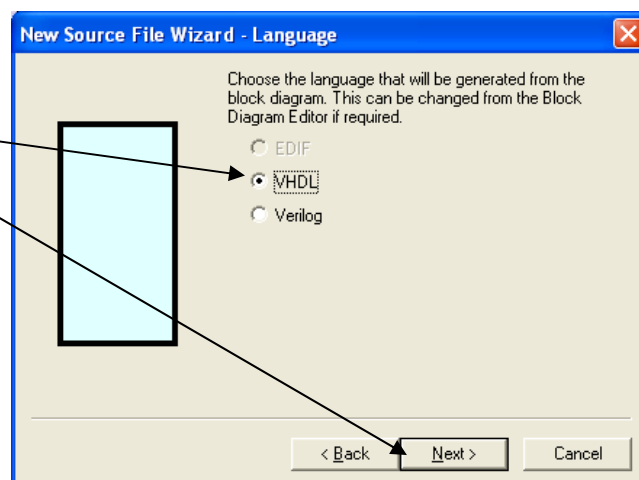 New Source File Wizard - Language
Choose the language that will be generated from the
block diagram. This can be changed from the Block
Diagram Editor if required.
EDIF
VHDL
Verilog
< Back
Next >
Cancel